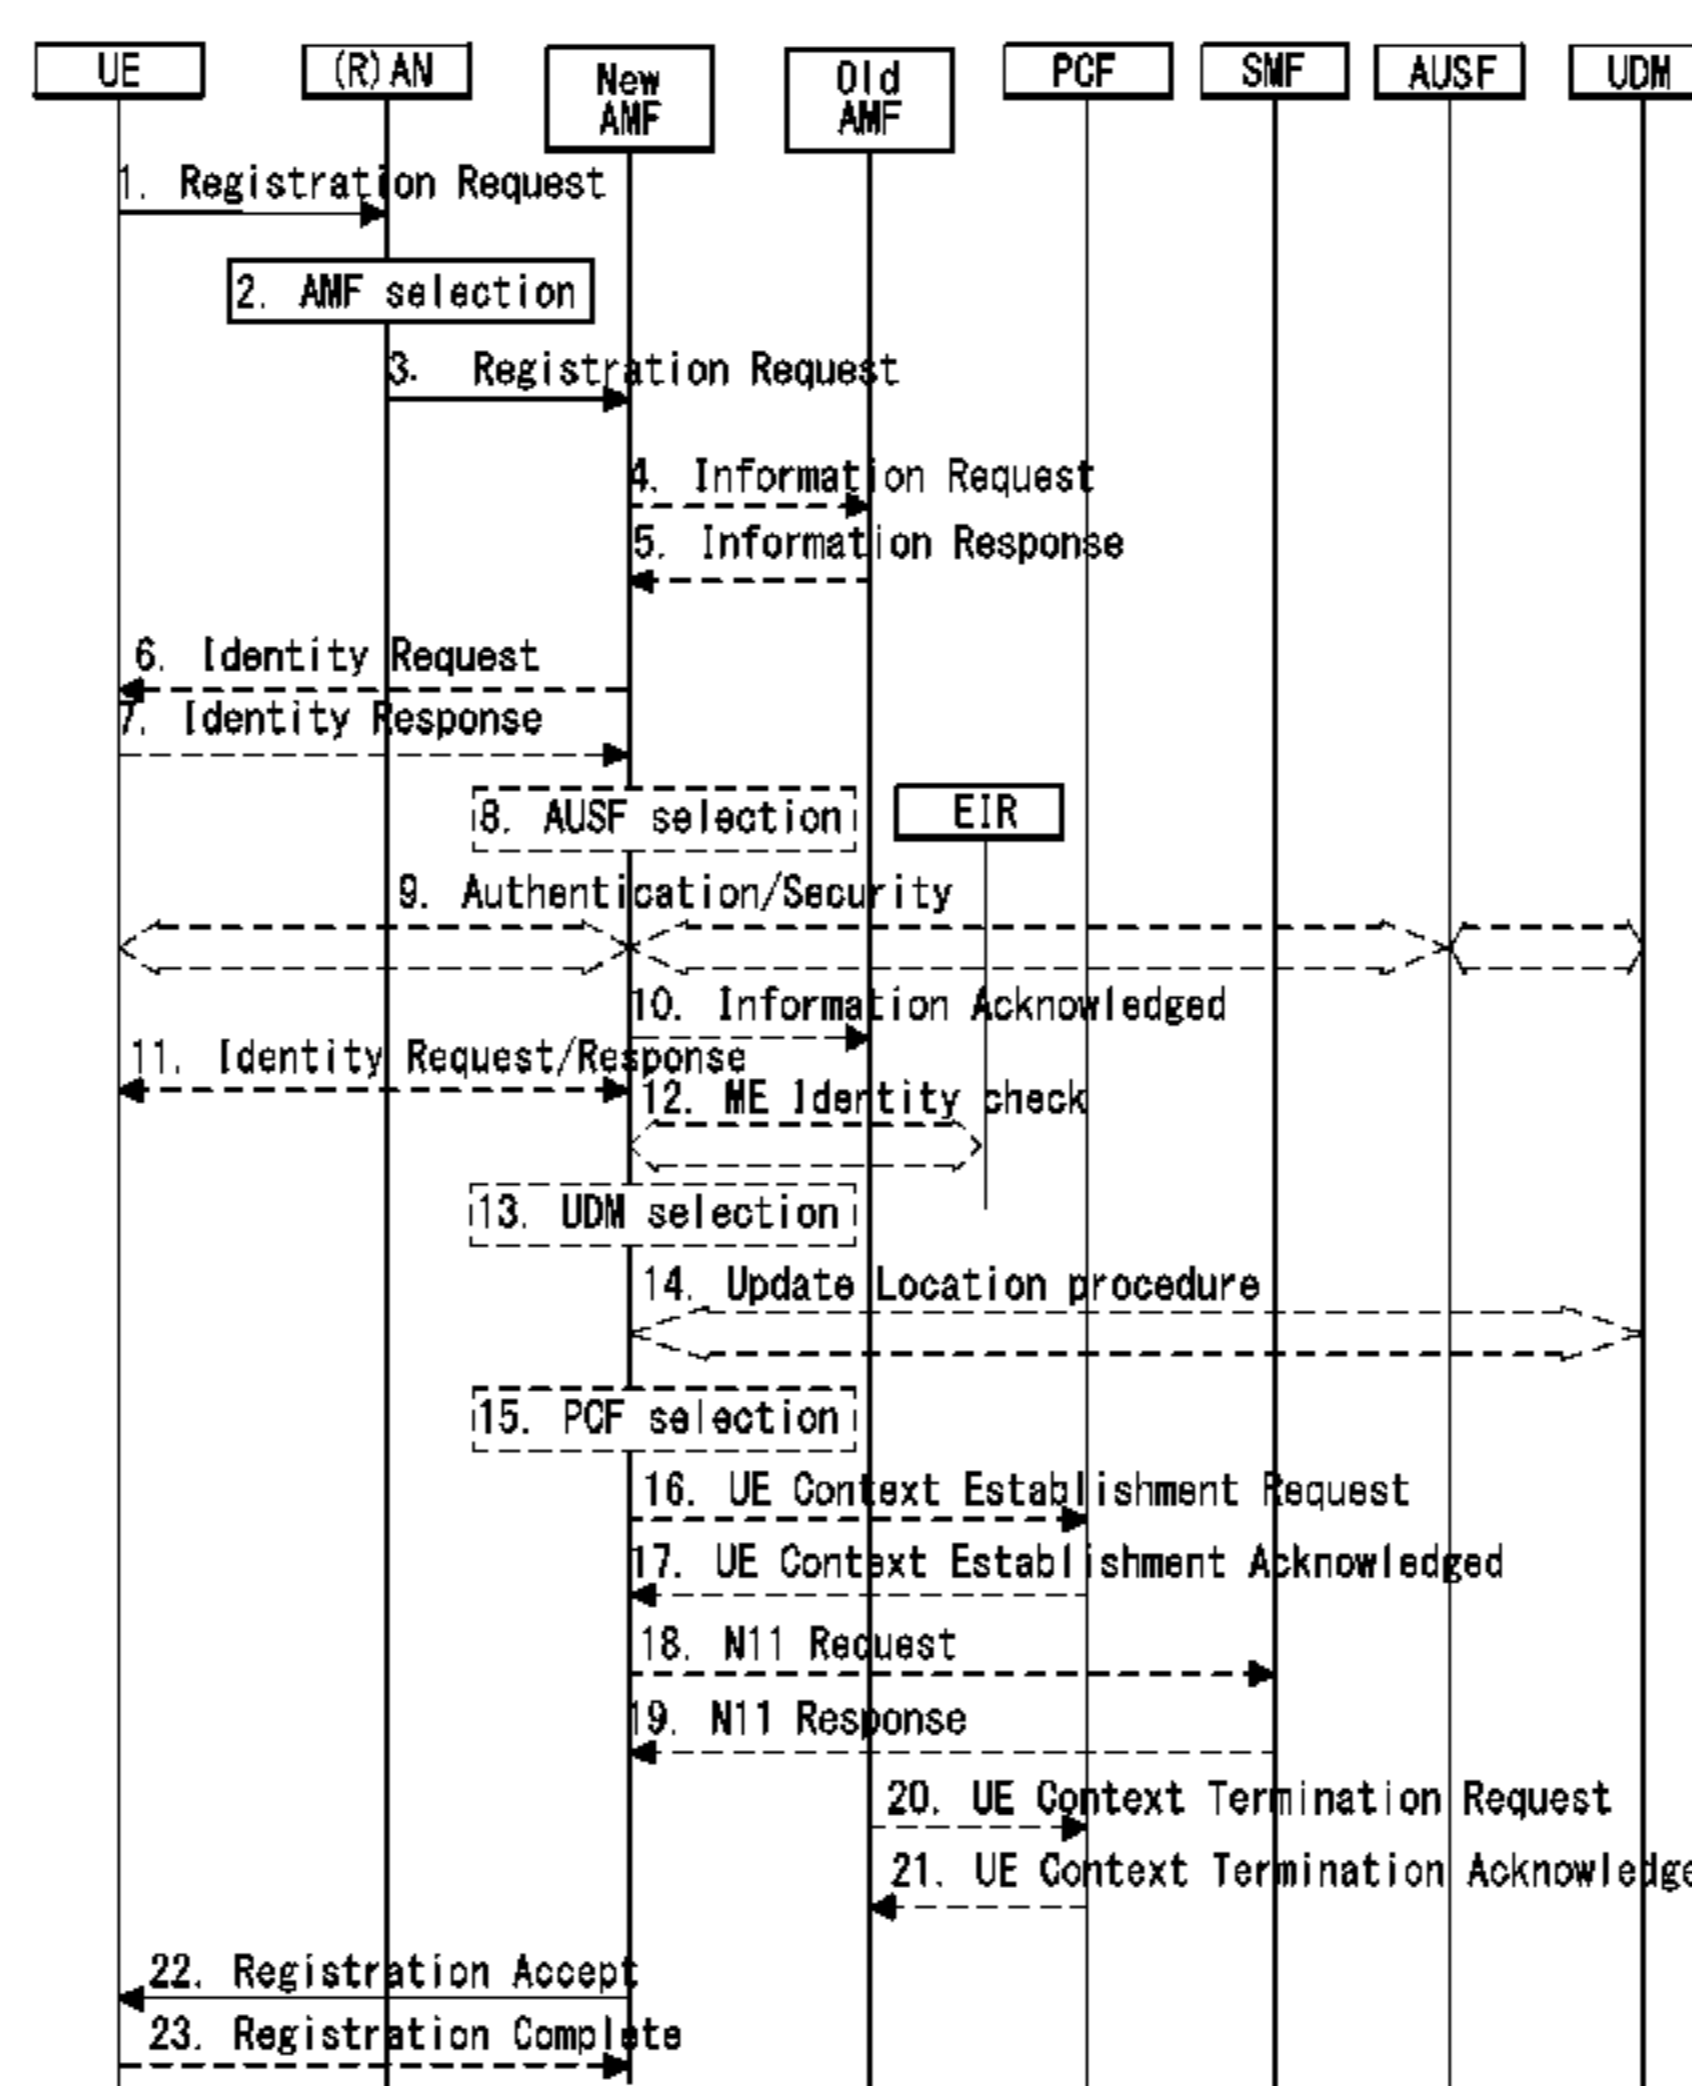 UE
(R)AN
New
AMF
Old
AMF
PCF
SMF
AUSF
UDM
1. Registration Request
2. AMF selection
3. Registration Request
4. Information Request
5. Information Response
6. Identity Request
7. Identity Response
8. AUSF selection
EIR
9. Authentication/Security
10. Information Acknowledged
11. Identity Request/Response
12. ME Identity check
13. UDM selection
14. Update Location procedure
15. PCF selection
16. UE Context Establishment Request
17. UE Context Establishment Acknowledged
18. N11 Request
19. N11 Response
20. UE Context Termination Request
21. UE Context Termination Acknowledge
22. Registration Accept
23. Registration Complete